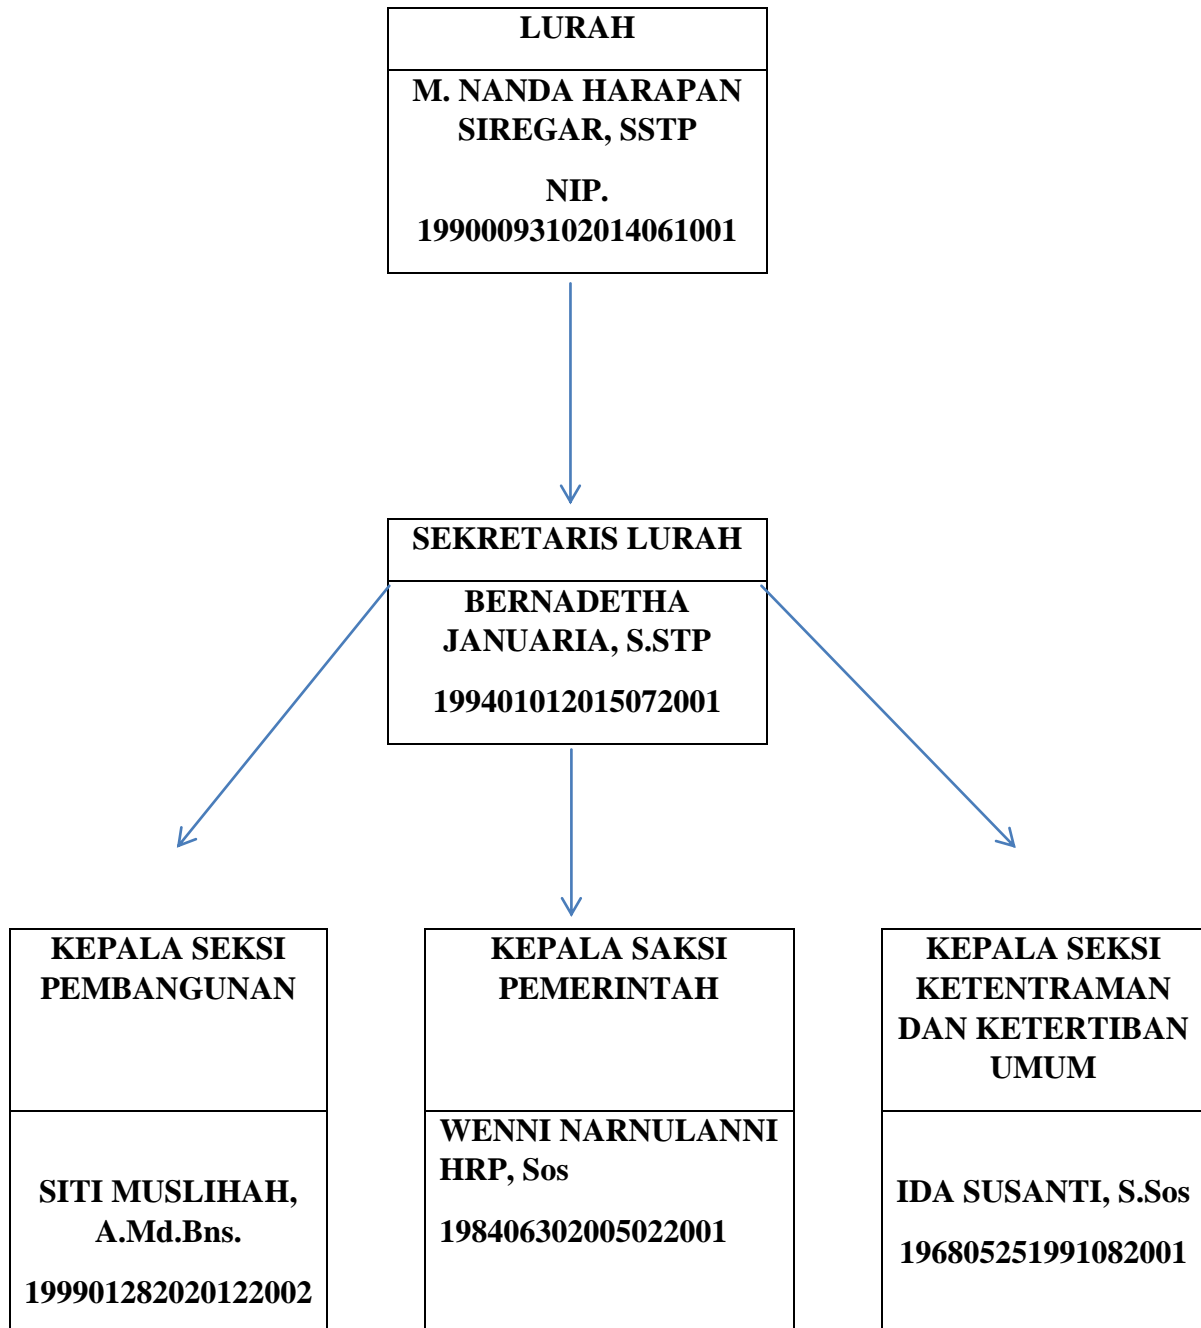 LURAH
M. NANDA HARAPAN
SIREGAR, SSTP
NIP.
19900093102014061001
SEKRETARIS LURAH
BERNADETHA
JANUARIA, S.STP
199401012015072001
KEPALA SEKSI
PEMBANGUNAN
SITI MUSLIHAH,
A.Md.Bns.
199901282020122002
KEPALA SAKSI
PEMERINTAH
WENNI NARNULANNI
HRP, Sos
198406302005022001
KEPALA SEKSI
KETENTRAMAN
DAN KETERTIBAN
UMUM
IDA SUSANTI, S.Sos
196805251991082001